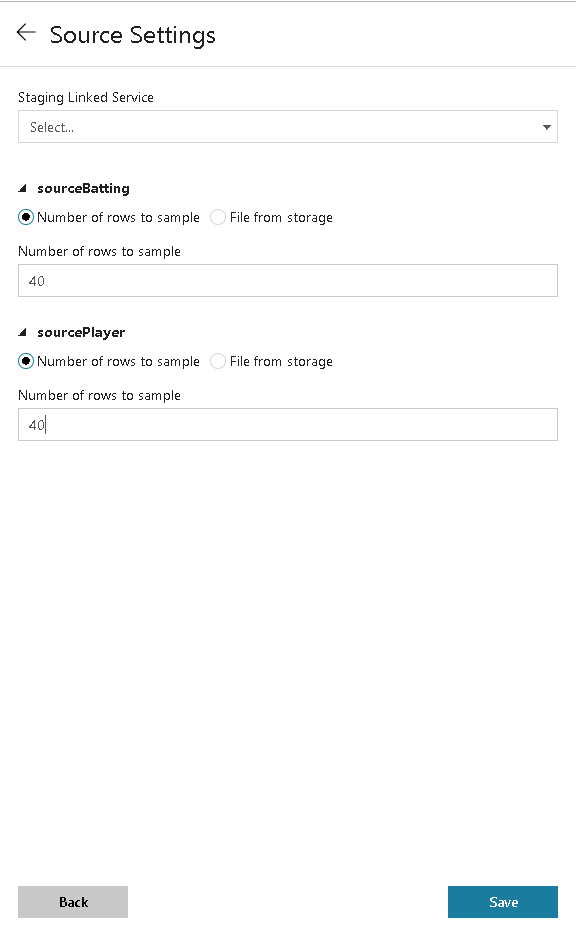 Source Settings
Staging Linked Service
Select...
sourceBatting
Number of rows to sample File from storage
Number of rows to sample
40
sourcePlayer
Number of rows to sample File from storage
Number of rows to sample
40
Back Save